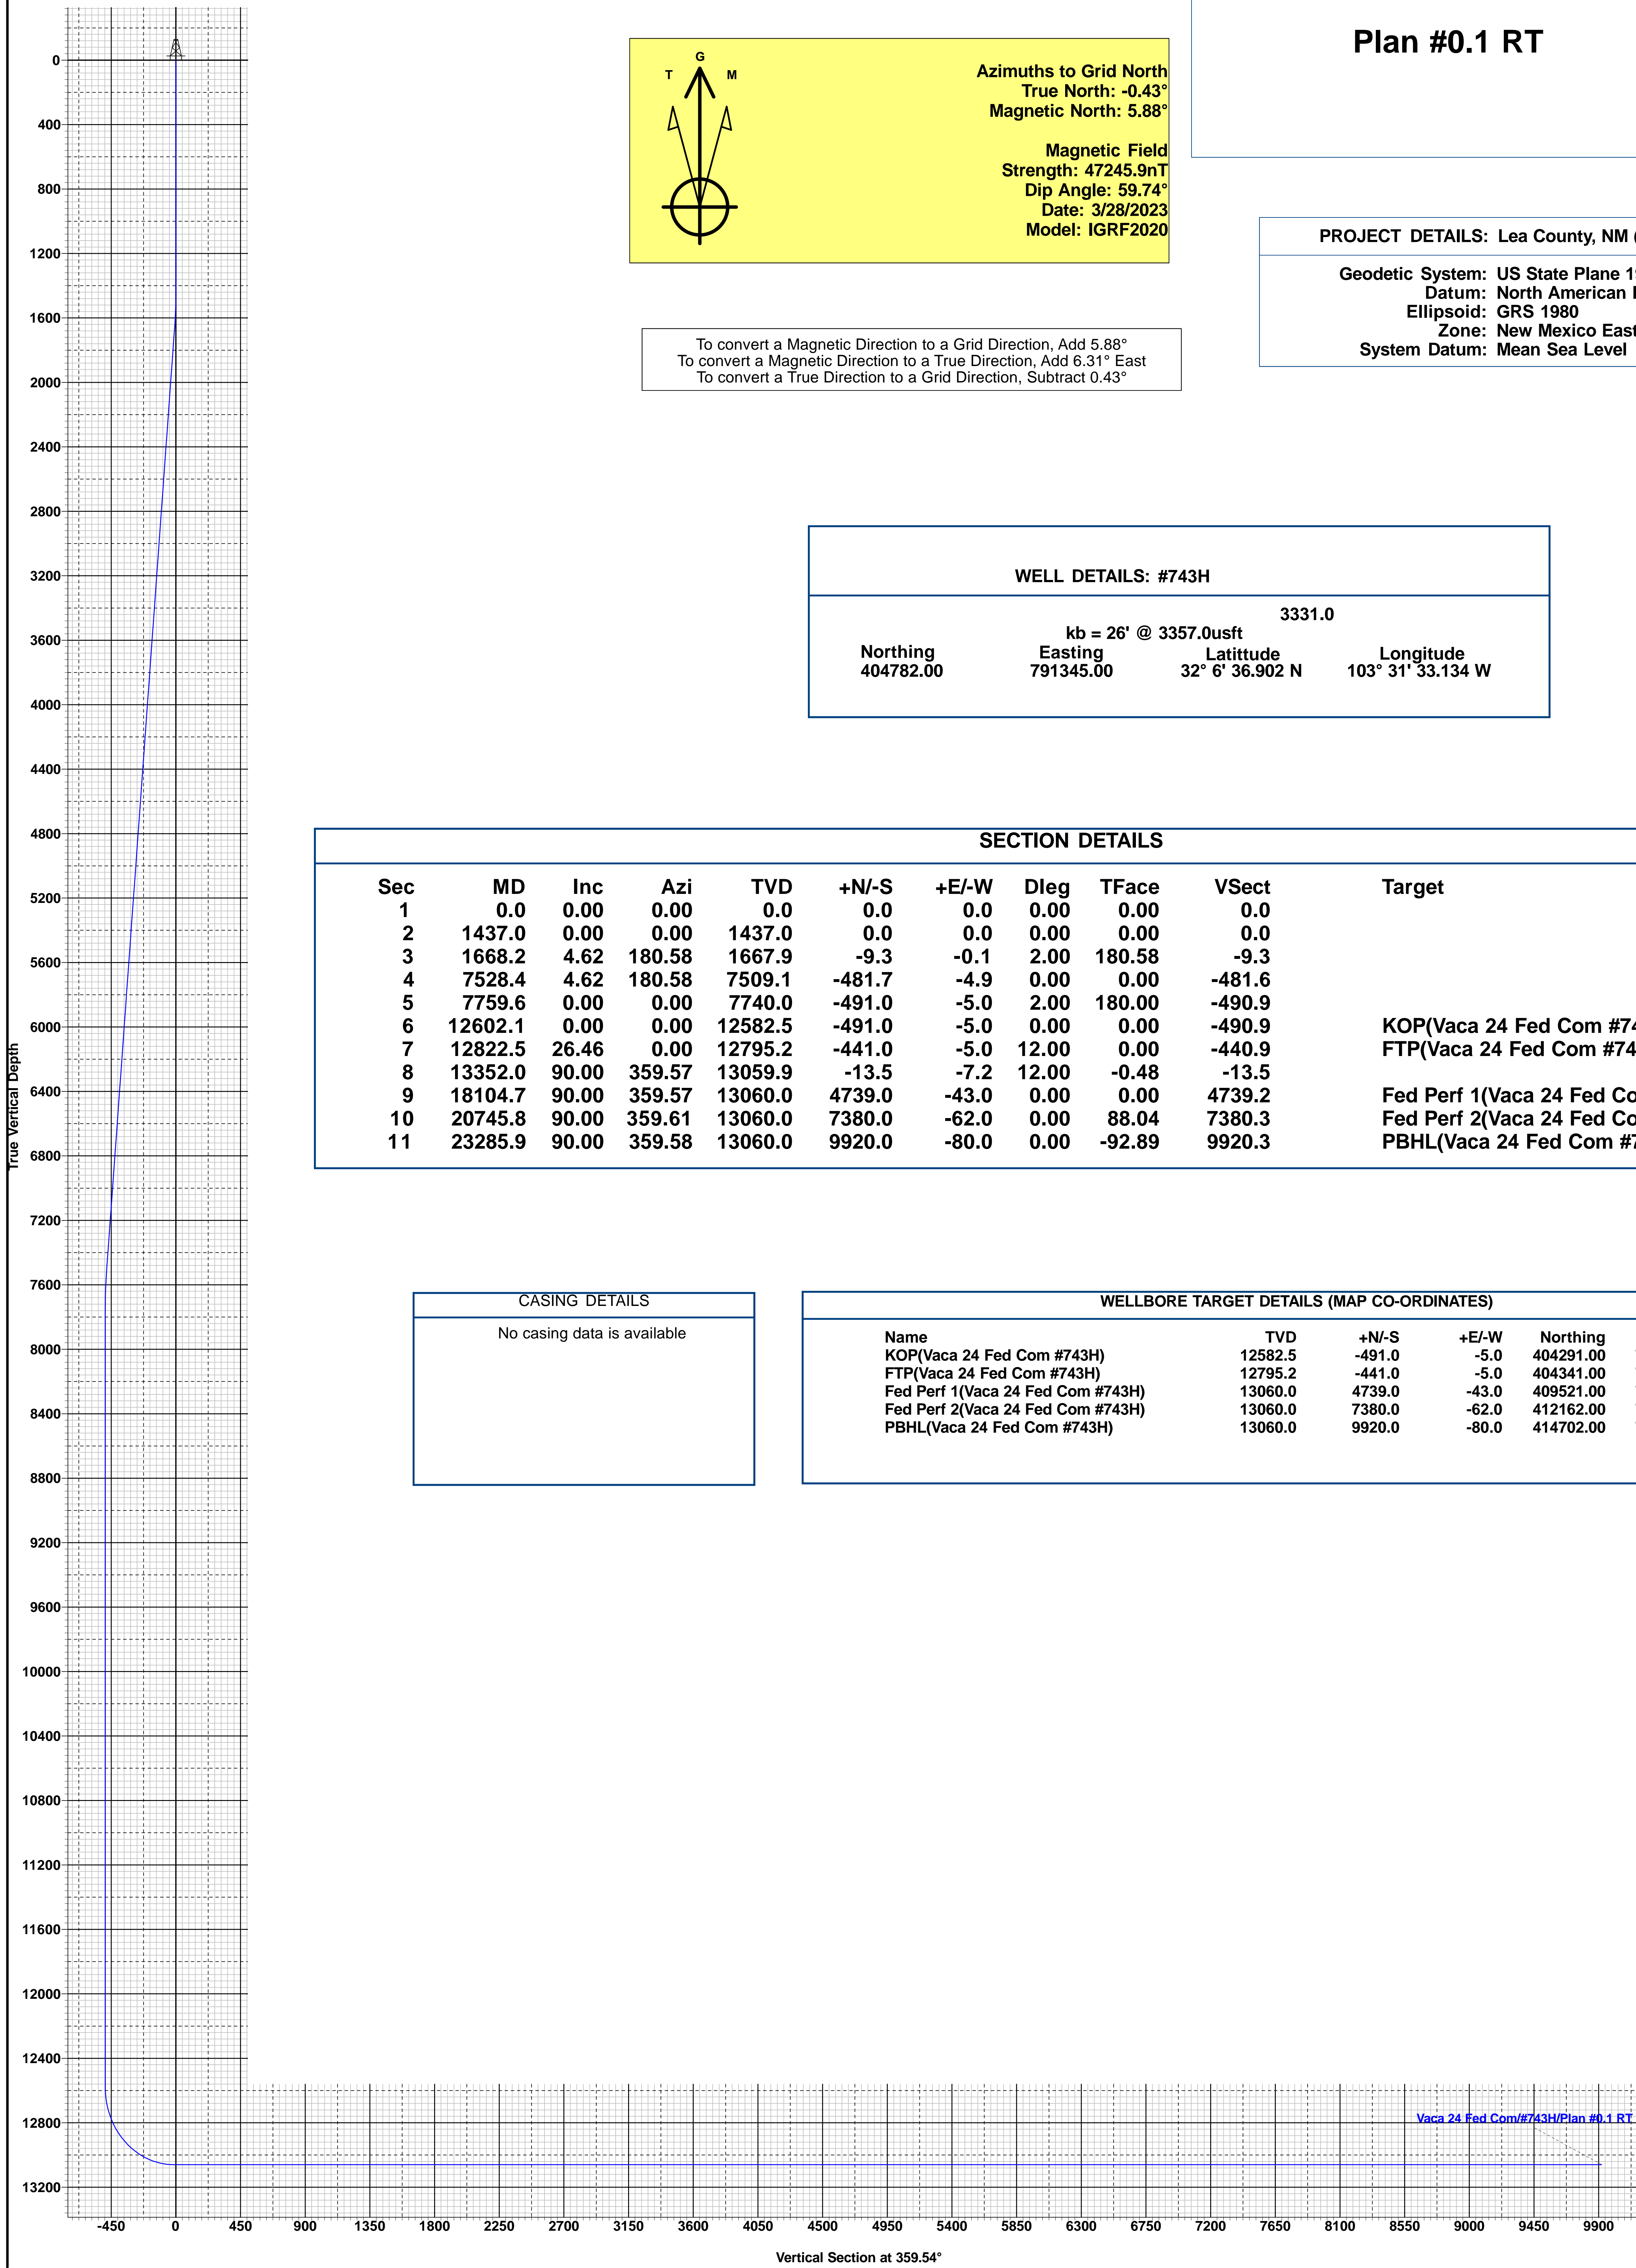 Plan #0.1 RT
G
T M
Azimuths to Grid North
True North: -0.43°
Magnetic North: 5.88°
Magnetic Field
Strength: 47245.9nT
Dip Angle: 59.74°
Date: 3/28/2023
Model: IGRF2020
PROJECT DETAILS: Lea County, NM (
Geodetic System: US State Plane 1
Datum: North American
Ellipsoid: GRS 1980
Zone: New Mexico East
System Datum: Mean Sea Level
To convert a Magnetic Direction to a Grid Direction, Add 5.88°
To convert a Magnetic Direction to a True Direction, Add 6.31° East
To convert a True Direction to a Grid Direction, Subtract 0.43°
WELL DETAILS: #743H
3331.0
kb = 26' @ 3357.0usft
Northing Easting Latittude Longitude
404782.00 791345.00 32° 6' 36.902 N 103° 31' 33.134 W
SECTION DETAILS
Sec MD Inc Azi TVD +N/-S +E/-W Dleg TFace VSect Target
1 0.0 0.00 0.00 0.0 0.0 0.0 0.00 0.00 0.0
2 1437.0 0.00 0.00 1437.0 0.0 0.0 0.00 0.00 0.0
3 1668.2 4.62 180.58 1667.9 -9.3 -0.1 2.00 180.58 -9.3
4 7528.4 4.62 180.58 7509.1 -481.7 -4.9 0.00 0.00 -481.6
5 7759.6 0.00 0.00 7740.0 -491.0 -5.0 2.00 180.00 -490.9
6 12602.1 0.00 0.00 12582.5 -491.0 -5.0 0.00 0.00 -490.9 KOP(Vaca 24 Fed Com #74
7 12822.5 26.46 0.00 12795.2 -441.0 -5.0 12.00 0.00 -440.9 FTP(Vaca 24 Fed Com #74
8 13352.0 90.00 359.57 13059.9 -13.5 -7.2 12.00 -0.48 -13.5
9 18104.7 90.00 359.57 13060.0 4739.0 -43.0 0.00 0.00 4739.2 Fed Perf 1(Vaca 24 Fed Co
10 20745.8 90.00 359.61 13060.0 7380.0 -62.0 0.00 88.04 7380.3 Fed Perf 2(Vaca 24 Fed Co
11 23285.9 90.00 359.58 13060.0 9920.0 -80.0 0.00 -92.89 9920.3 PBHL(Vaca 24 Fed Com #7
CASING DETAILS
No casing data is available
WELLBORE TARGET DETAILS (MAP CO-ORDINATES)
Name TVD +N/-S +E/-W Northing
KOP(Vaca 24 Fed Com #743H) 12582.5 -491.0 -5.0 404291.00
FTP(Vaca 24 Fed Com #743H) 12795.2 -441.0 -5.0 404341.00
Fed Perf 1(Vaca 24 Fed Com #743H) 13060.0 4739.0 -43.0 409521.00
Fed Perf 2(Vaca 24 Fed Com #743H) 13060.0 7380.0 -62.0 412162.00
PBHL(Vaca 24 Fed Com #743H) 13060.0 9920.0 -80.0 414702.00
True Vertical Depth
0
400
800
1200
1600
2000
2400
2800
3200
3600
4000
4400
4800
5200
5600
6000
6400
6800
7200
7600
8000
8400
8800
9200
9600
10000
10400
10800
11200
11600
12000
12400
12800
13200
Vaca 24 Fed Com/#743H/Plan #0.1 RT
-450 0 450 900 1350 1800 2250 2700 3150 3600 4050 4500 4950 5400 5850 6300 6750 7200 7650 8100 8550 9000 9450 9900
Vertical Section at 359.54°